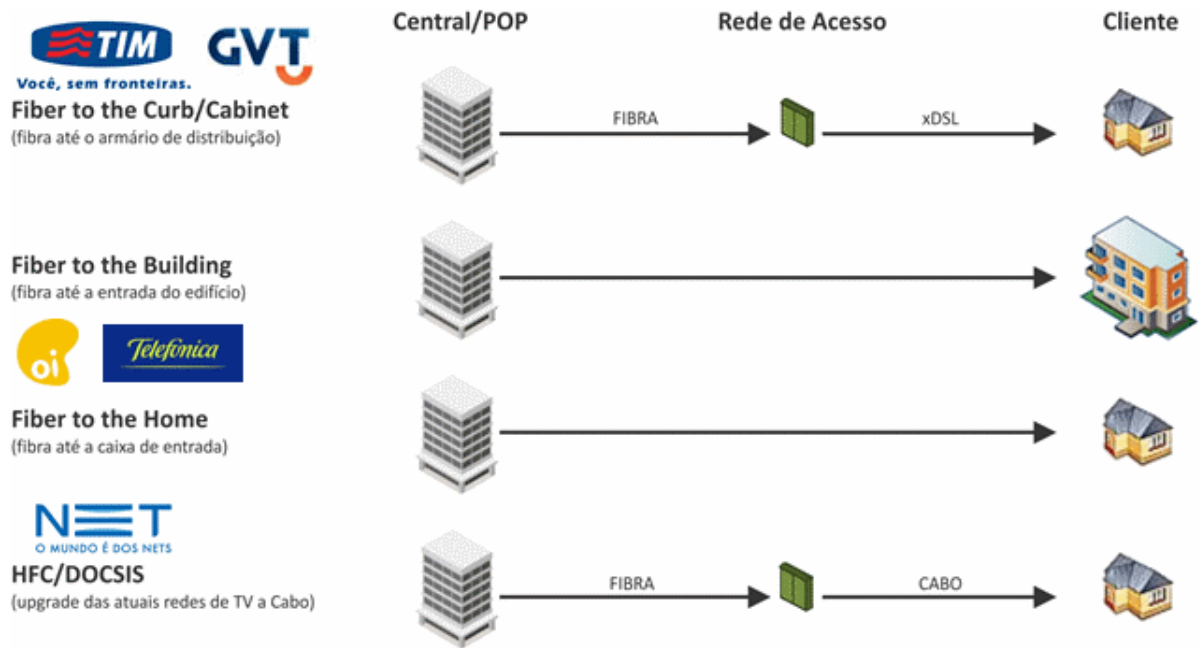 Central/POP
Rede de Acesso
Cliente
TIM
GVT
Você, sem fronteiras.
Fiber to the Curb/Cabinet
(fibra até o armário de distribuição)
FIBRA
xDSL
Fiber to the Building
(fibra até a entrada do edifício)
oi
Telefónica
Fiber to the Home
(fibra até a caixa de entrada)
NET
O MUNDO É DOS NETS
HFC/DOCSIS
(upgrade das atuais redes de TV a Cabo)
FIBRA
CABO